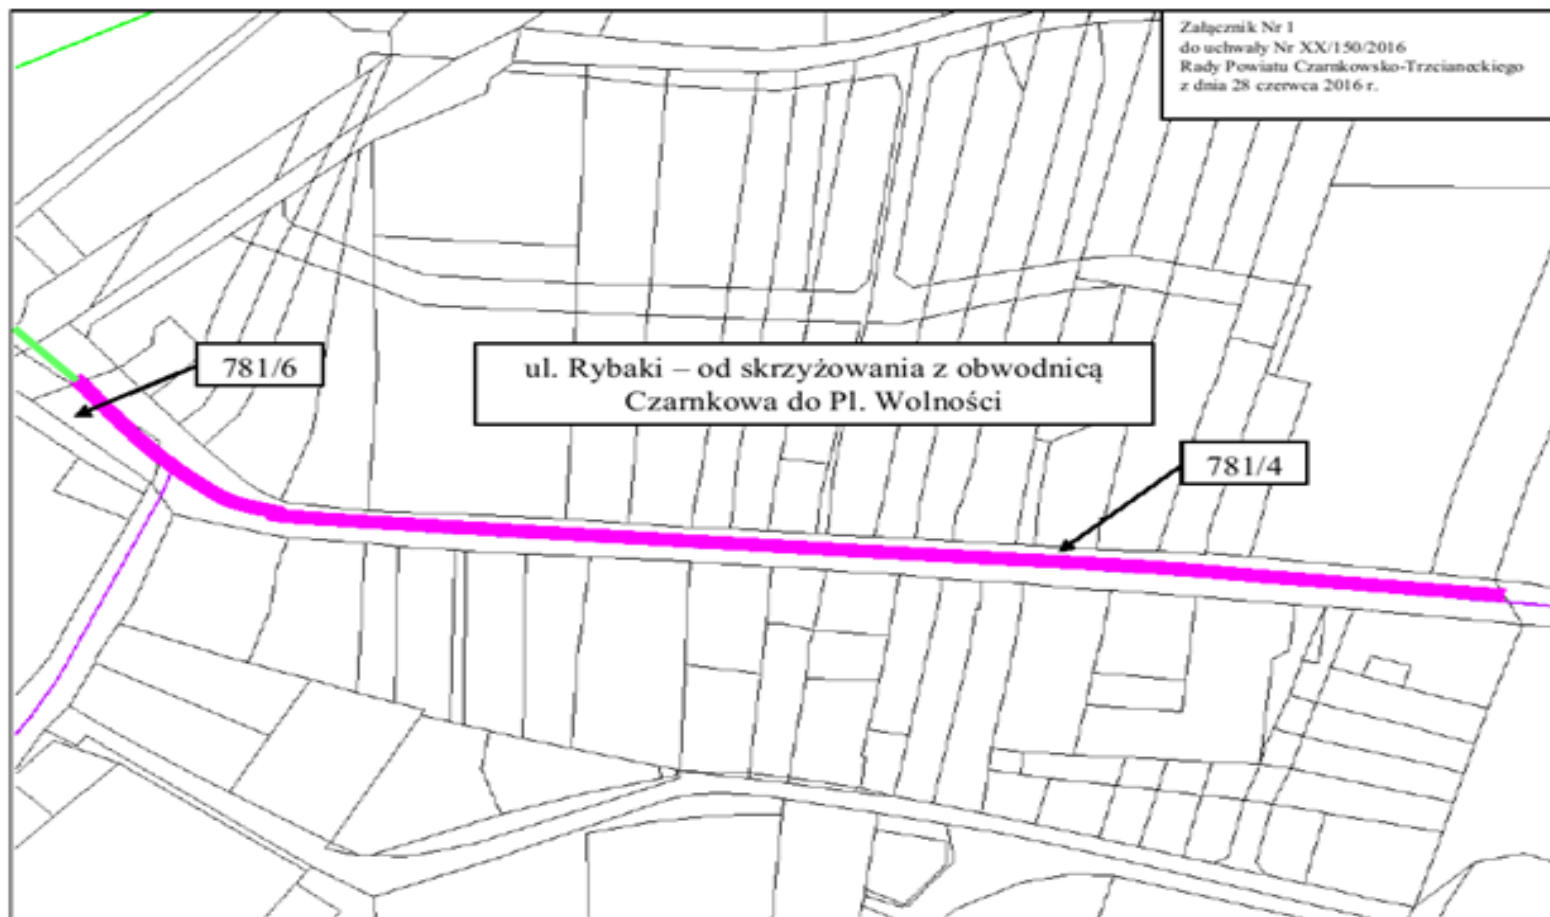 Załącznik Nr 1
do uchwały Nr XX/150/2016
Rady Powiatu Czarnkowsko-Trzcianeckiego
z dnia 28 czerwca 2016 r.
781/6
ul. Rybaki – od skrzyżowania z obwodnicą
Czarnkowa do Pl. Wolności
781/4